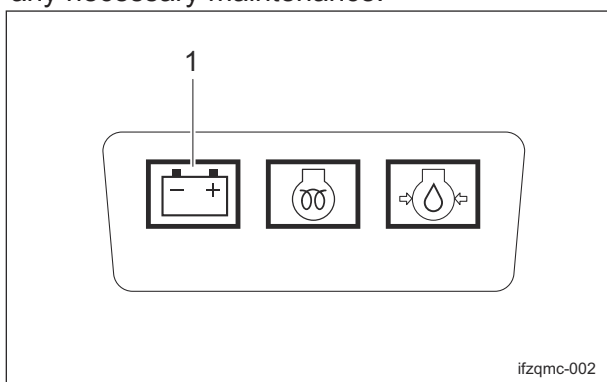 any necessary maintenance.
1
− +
ifzqmc-002